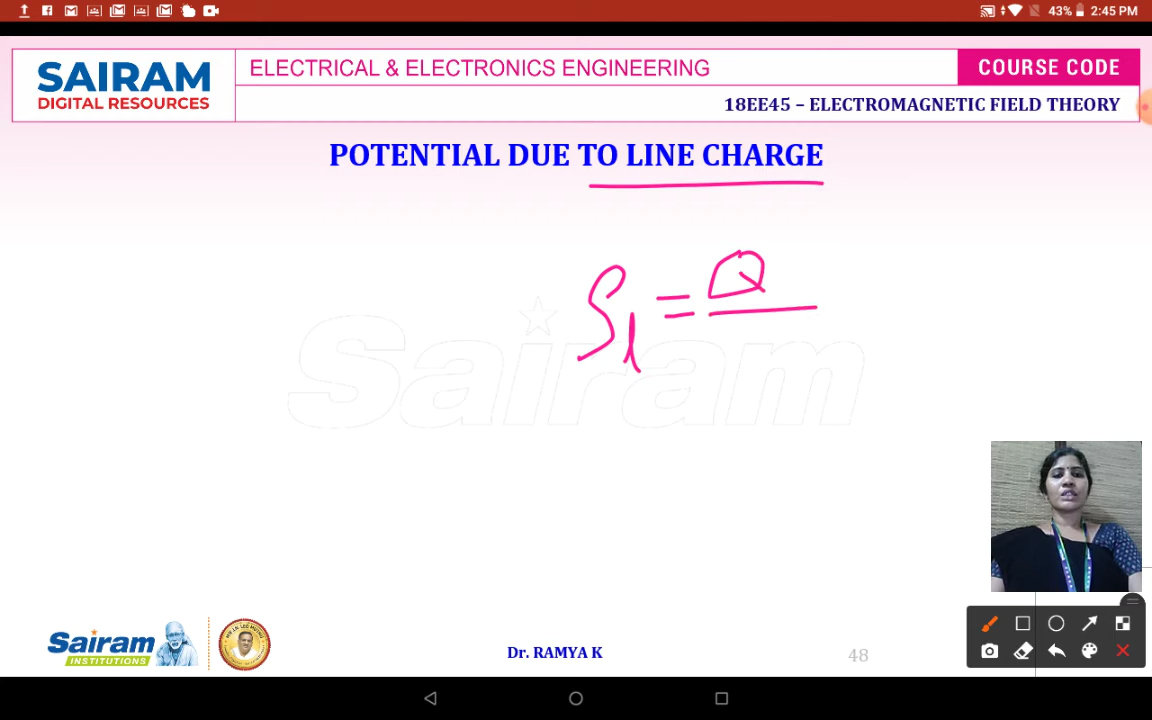 43% 2:45 PM
SAIRAM
DIGITAL RESOURCES
ELECTRICAL & ELECTRONICS ENGINEERING
COURSE CODE
18EE45 – ELECTROMAGNETIC FIELD THEORY
POTENTIAL DUE TO LINE CHARGE
ρl = Q
Sairam
Sairam
INSTITUTIONS
Dr. RAMYA K
48